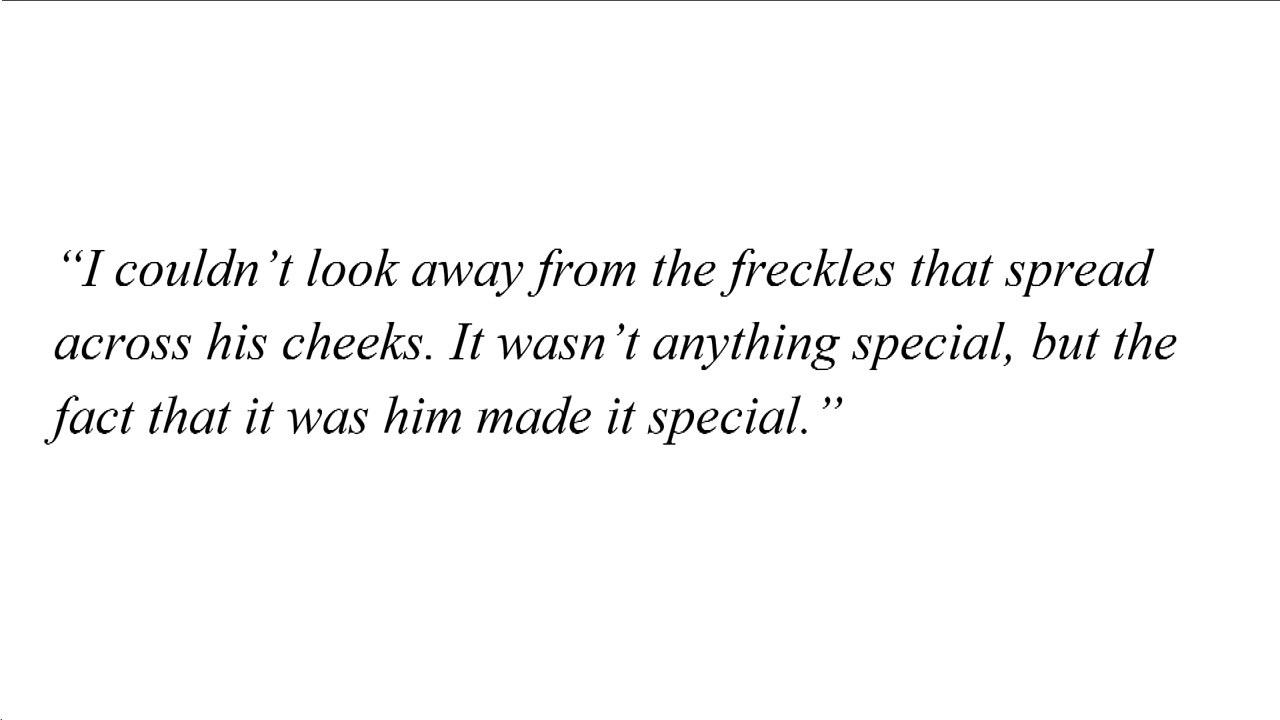 “I couldn’t look away from the freckles that spread
across his cheeks. It wasn’t anything special, but the
fact that it was him made it special.”